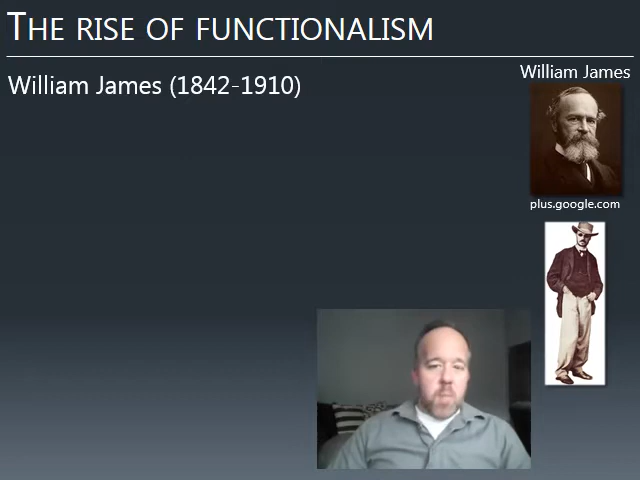 THE RISE OF FUNCTIONALISM
William James (1842-1910)
William James
plus.google.com